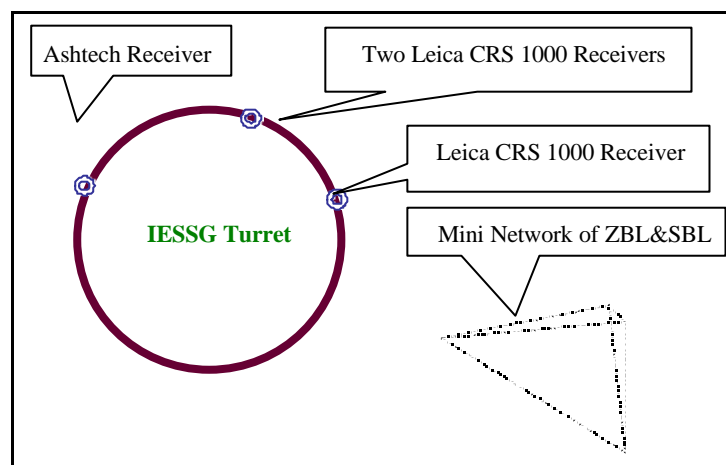 Ashtech Receiver
Two Leica CRS 1000 Receivers
Leica CRS 1000 Receiver
IESSG Turret
Mini Network of ZBL&SBL